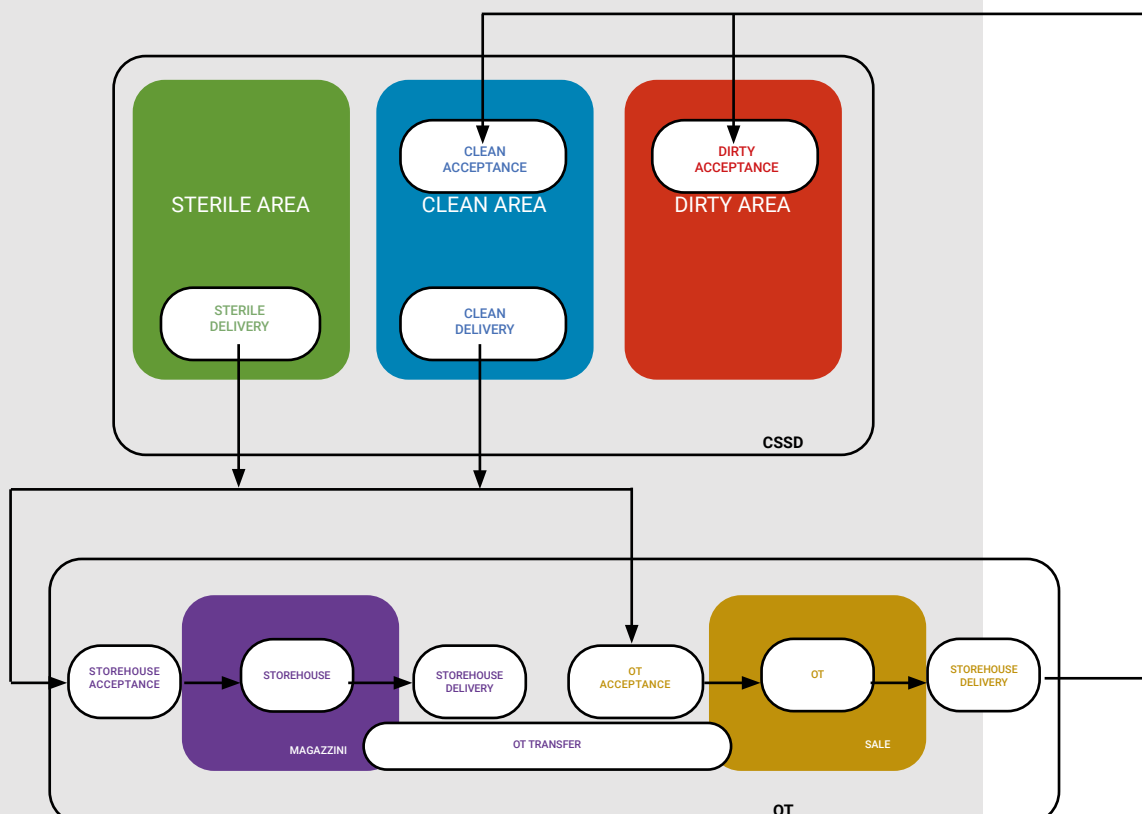 CLEAN
ACCEPTANCE
DIRTY
ACCEPTANCE
STERILE AREA
CLEAN AREA
DIRTY AREA
STERILE
DELIVERY
CLEAN
DELIVERY
CSSD
STOREHOUSE
ACCEPTANCE
STOREHOUSE
STOREHOUSE
DELIVERY
OT
ACCEPTANCE
OT
STOREHOUSE
DELIVERY
MAGAZZINI
OT TRANSFER
SALE
OT